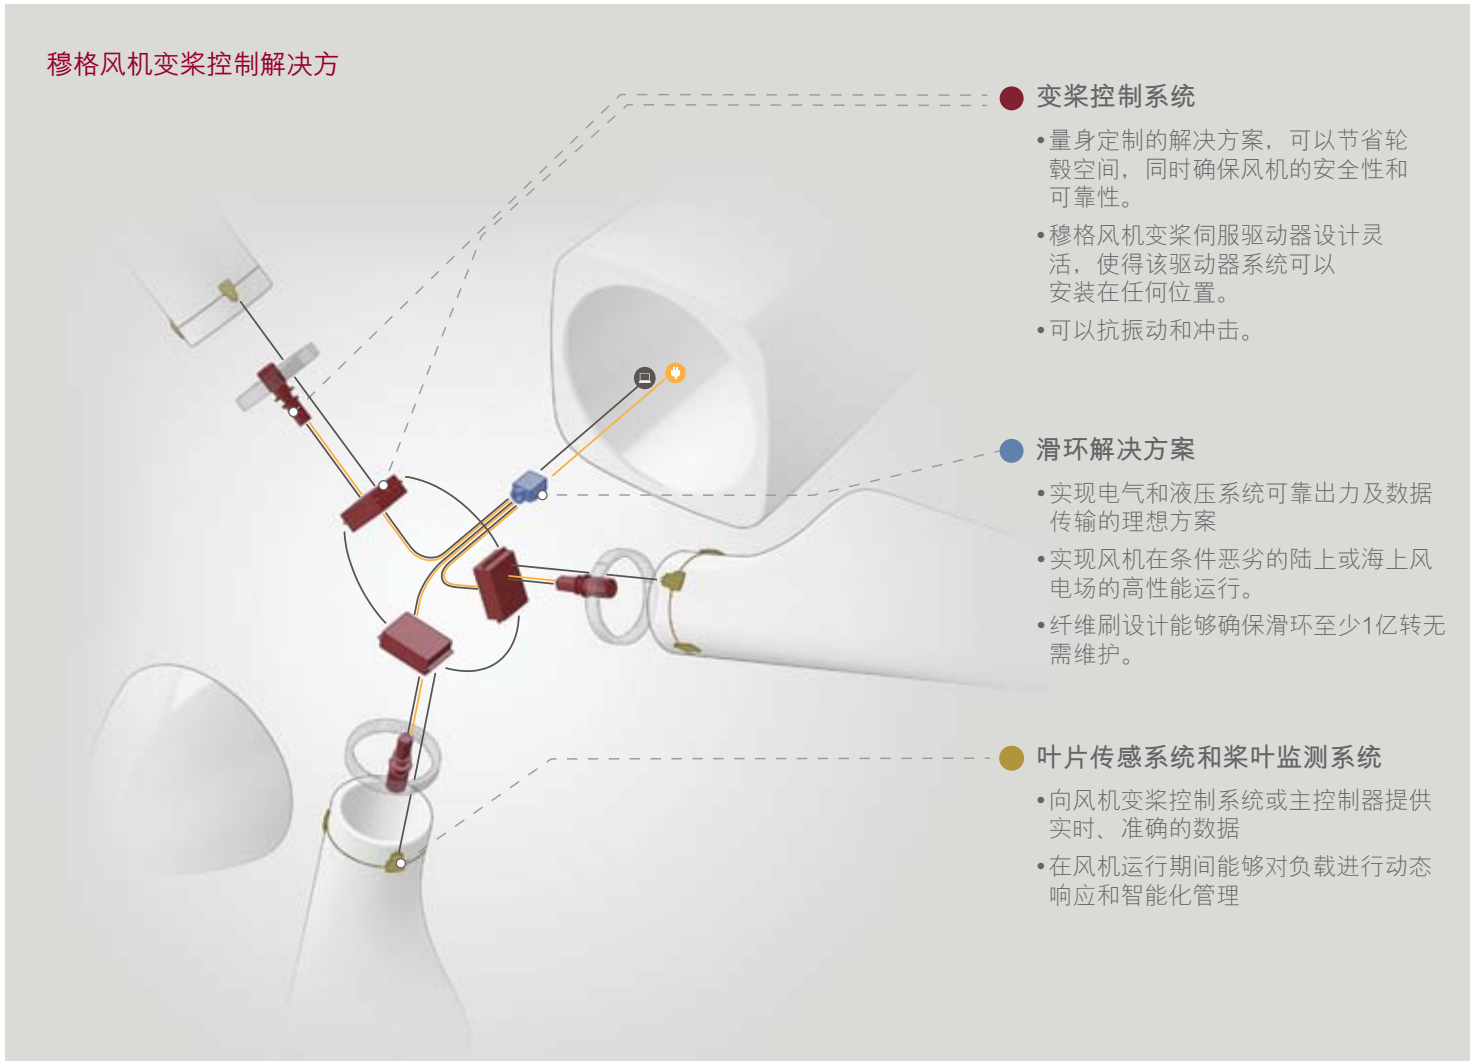 穆格风机变桨控制解决方
变桨控制系统
•量身定制的解决方案，可以节省轮
毂空间，同时确保风机的安全性和
可靠性。
•穆格风机变桨伺服驱动器设计灵
活，使得该驱动器系统可以
安装在任何位置。
•可以抗振动和冲击。
滑环解决方案
•实现电气和液压系统可靠出力及数据
传输的理想方案
•实现风机在条件恶劣的陆上或海上风
电场的高性能运行。
•纤维刷设计能够确保滑环至少1亿转无
需维护。
叶片传感系统和桨叶监测系统
•向风机变桨控制系统或主控制器提供
实时、准确的数据
•在风机运行期间能够对负载进行动态
响应和智能化管理